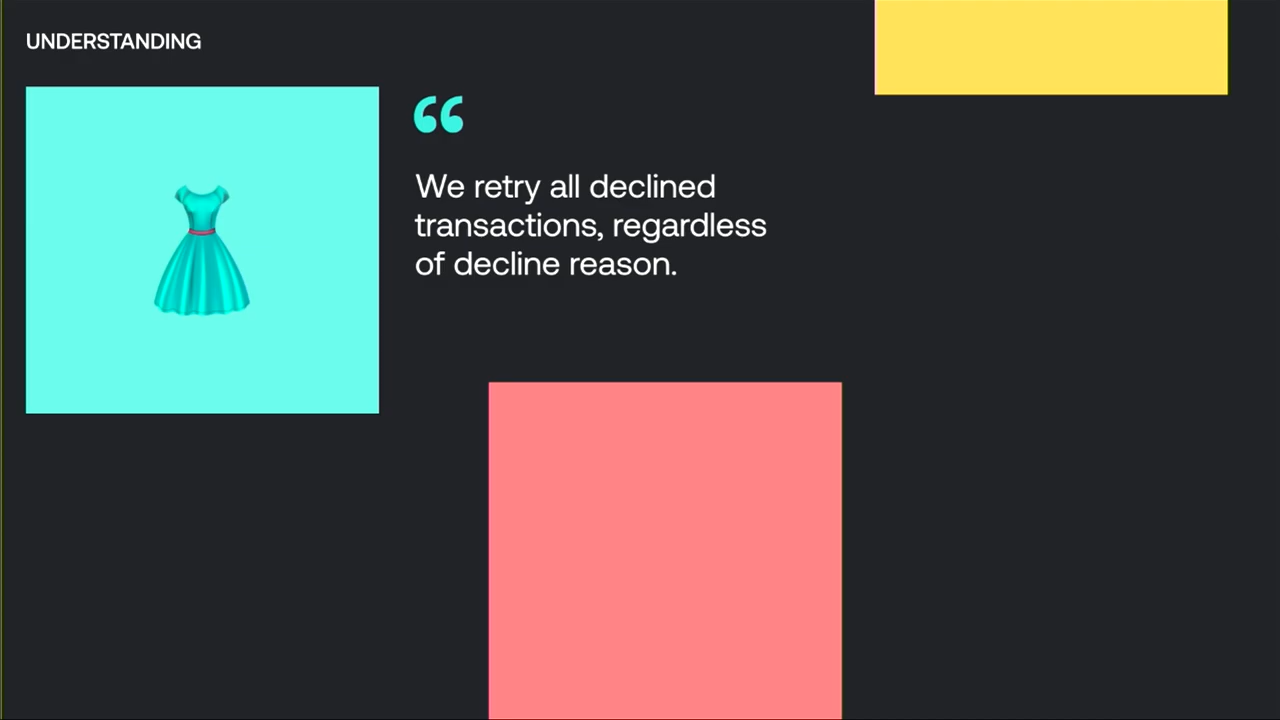 UNDERSTANDING
“
We retry all declined
transactions, regardless
of decline reason.